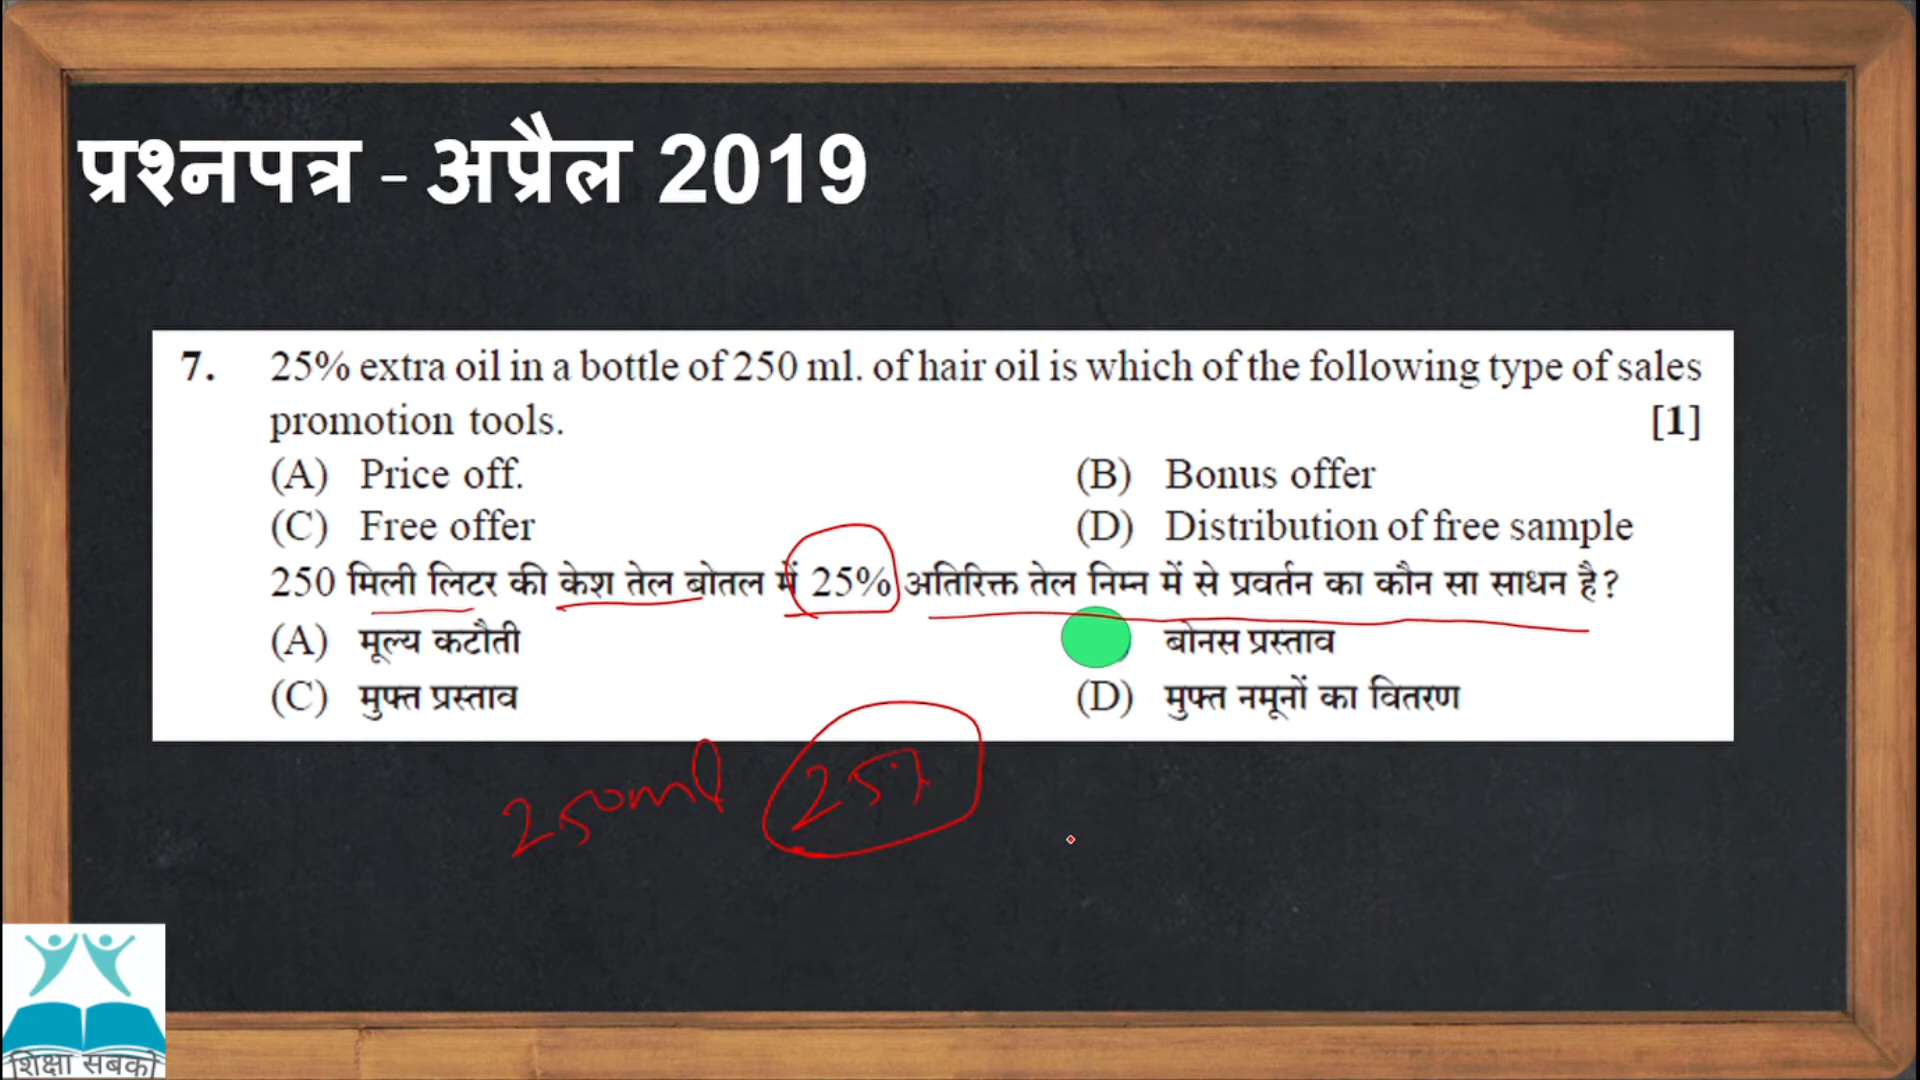 प्रश्नपत्र - अप्रैल 2019
7. 25% extra oil in a bottle of 250 ml. of hair oil is which of the following type of sales
promotion tools. [1]
(A) Price off. (B) Bonus offer
(C) Free offer (D) Distribution of free sample
250 मिली लिटर की केश तेल बोतल में 25% अतिरिक्त तेल निम्न में से प्रवर्तन का कौन सा साधन है?
(A) मूल्य कटौती बोनस प्रस्ताव
(C) मुफ्त प्रस्ताव (D) मुफ्त नमूनों का वितरण
250ml 25%
शिक्षा सबको